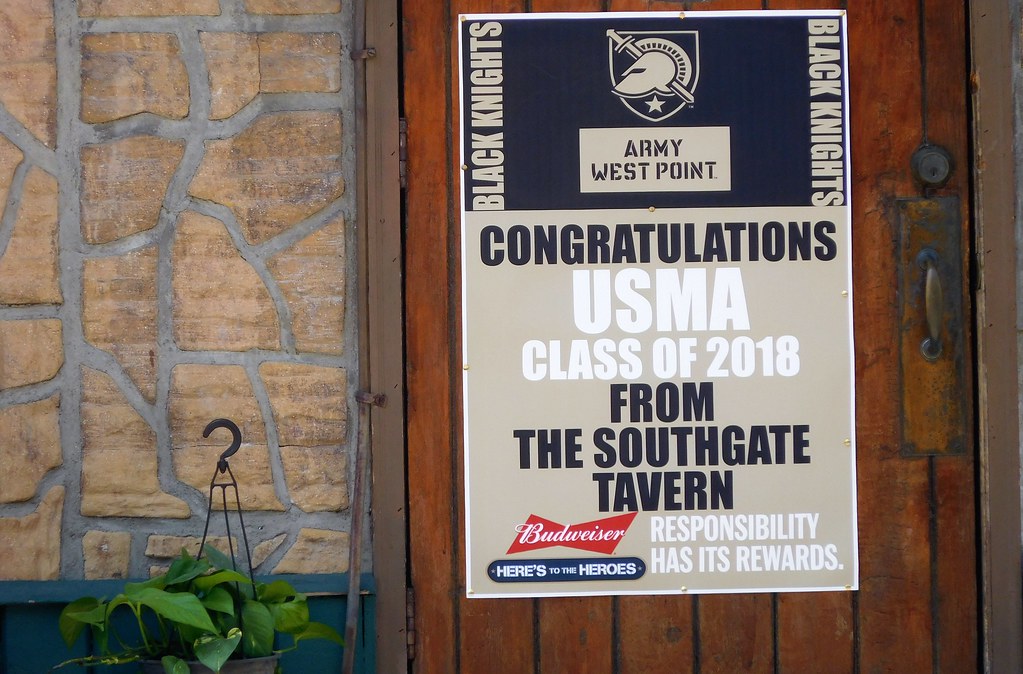 BLACK KNIGHTS
BLACK KNIGHTS
ARMY
WEST POINT
CONGRATULATIONS
USMA
CLASS OF 2018
FROM
THE SOUTHGATE
TAVERN
Budweiser
HERE'S TO THE HEROES
RESPONSIBILITY
HAS ITS REWARDS.